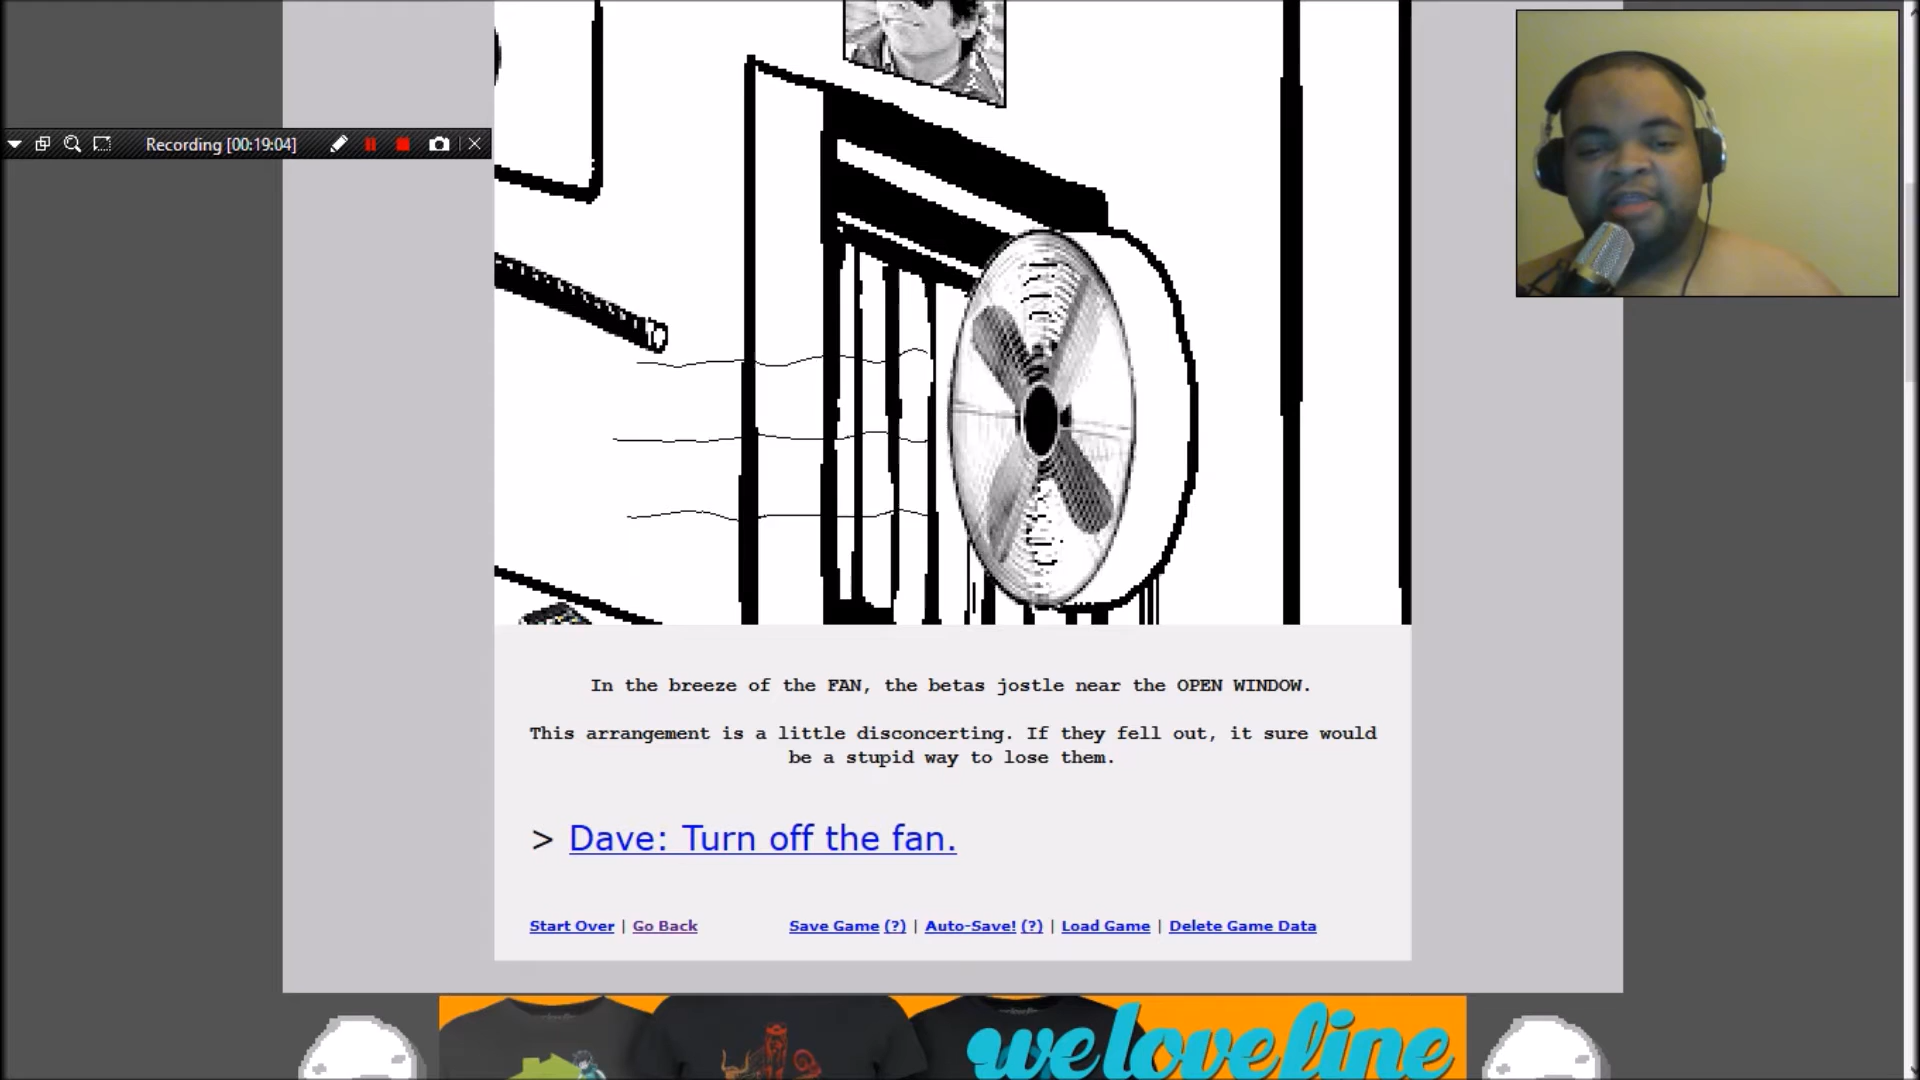 Recording [00:19:04]
In the breeze of the FAN, the betas jostle near the OPEN WINDOW.
This arrangement is a little disconcerting. If they fell out, it sure would
be a stupid way to lose them.
> Dave: Turn off the fan.
Start Over | Go Back Save Game (?) | Auto-Save! (?) | Load Game | Delete Game Data
welovefine